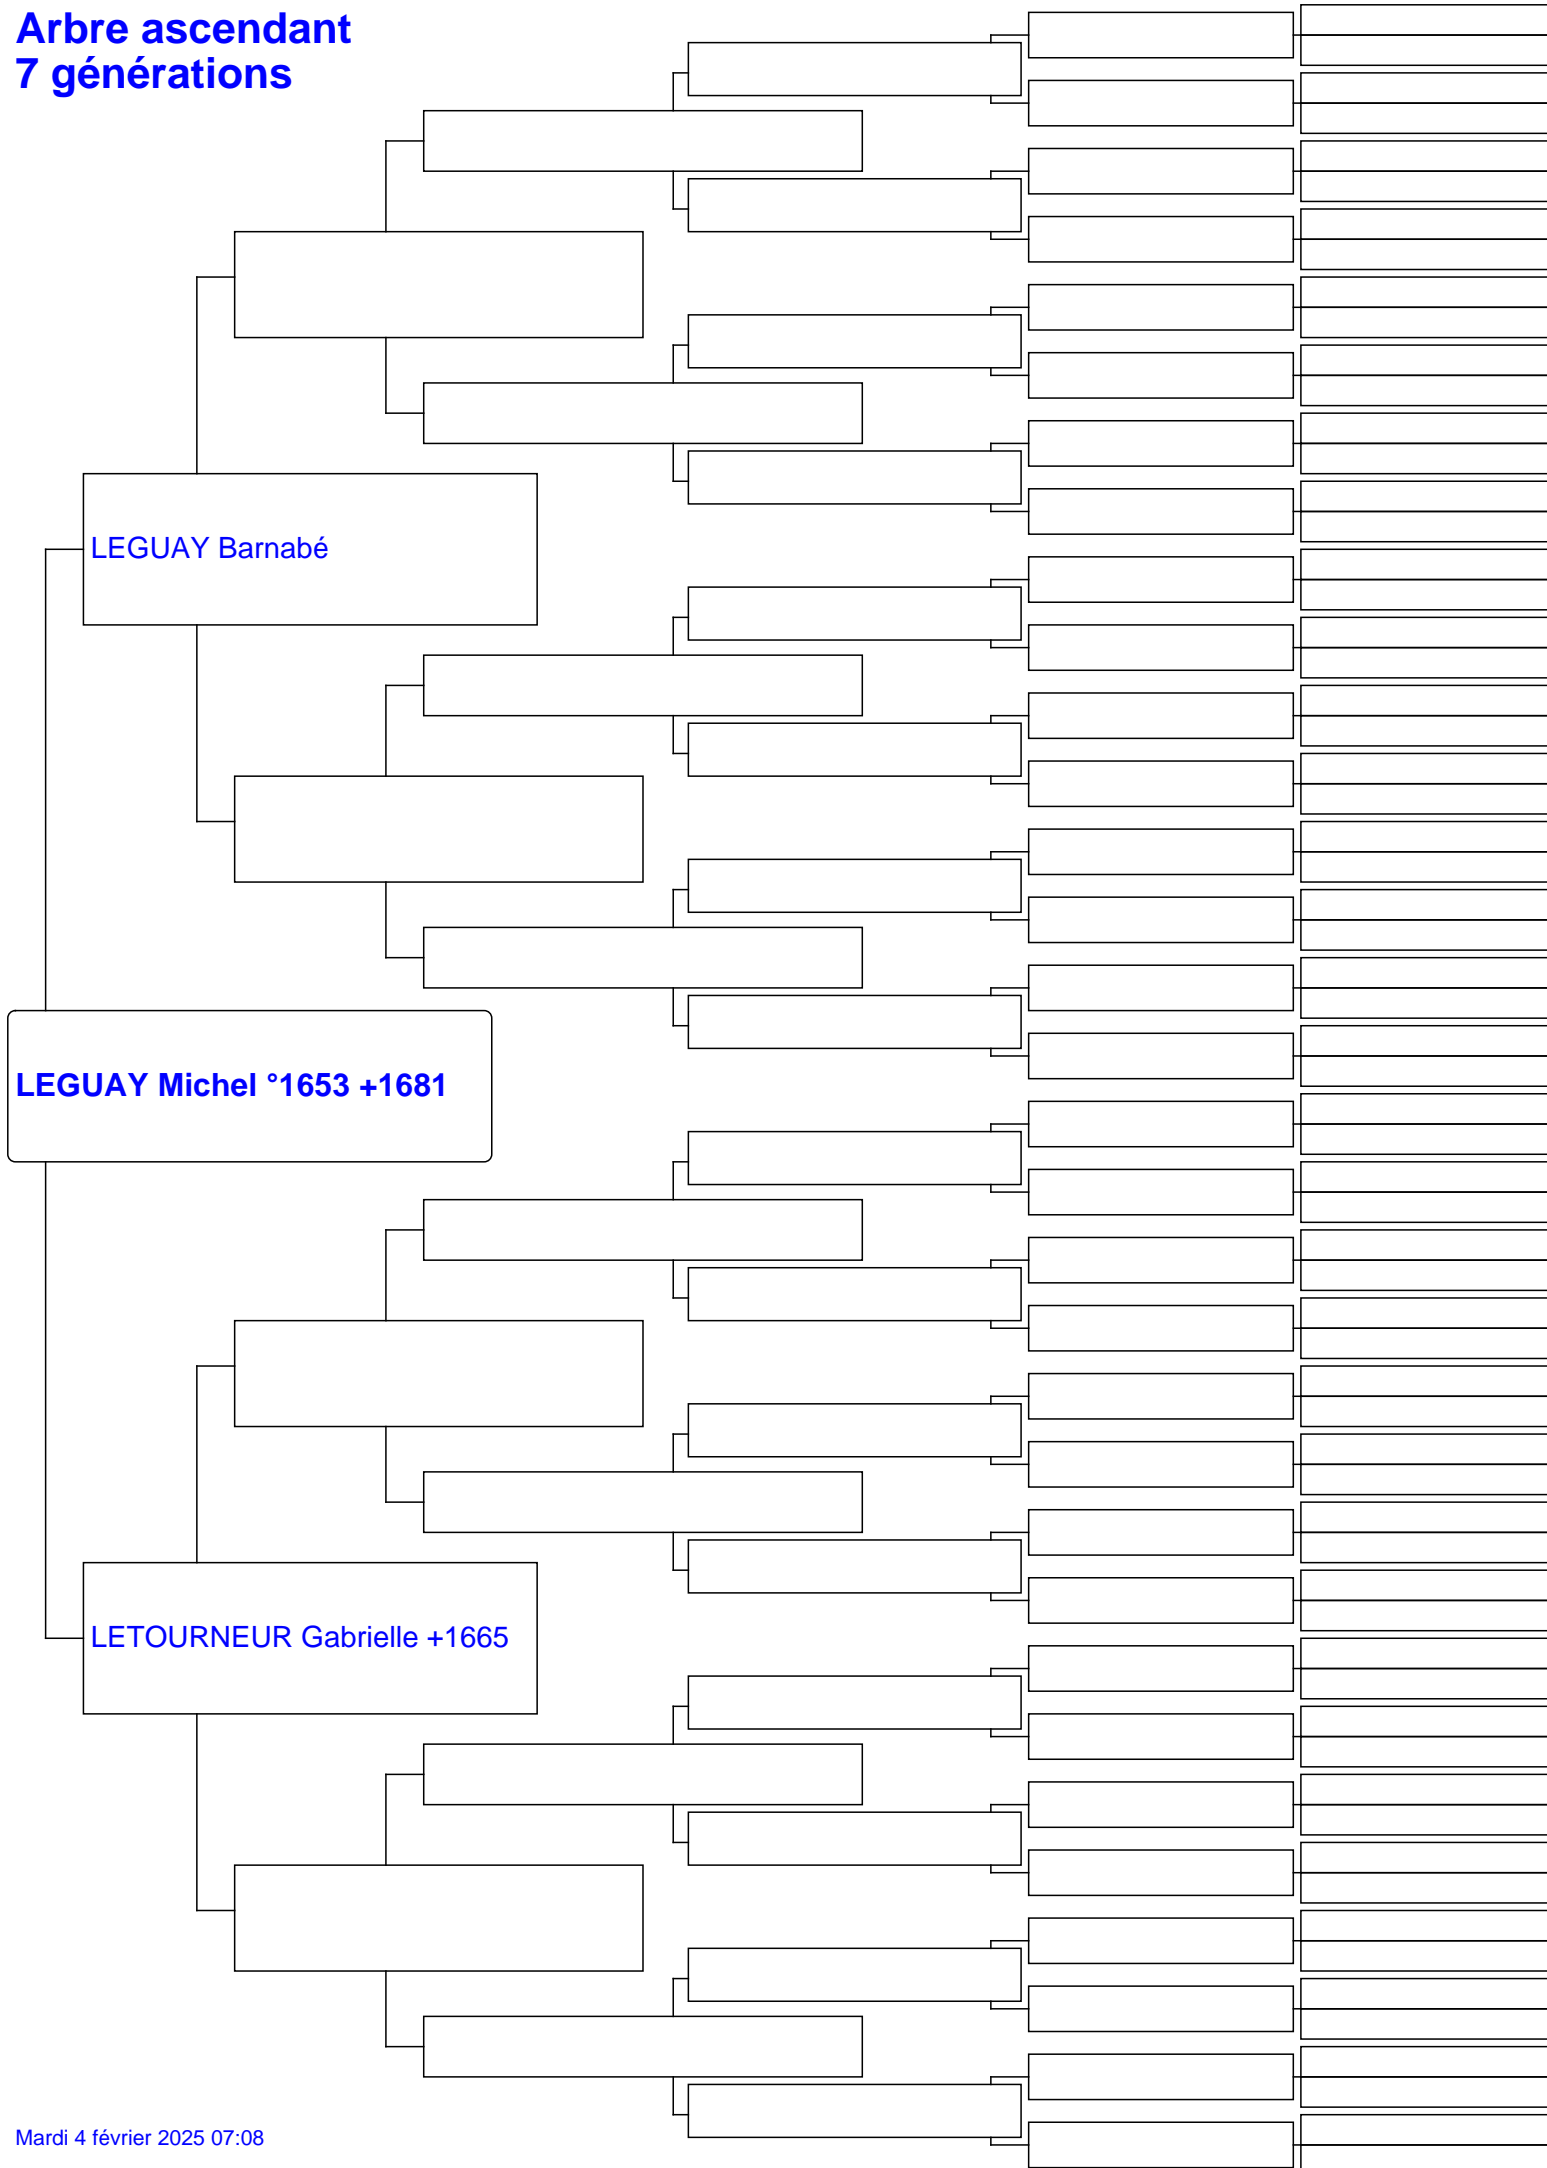 Arbre ascendant
7 générations
LEGUAY Barnabé
LEGUAY Michel °1653 +1681
LETOURNEUR Gabrielle +1665
Mardi 4 février 2025 07:08